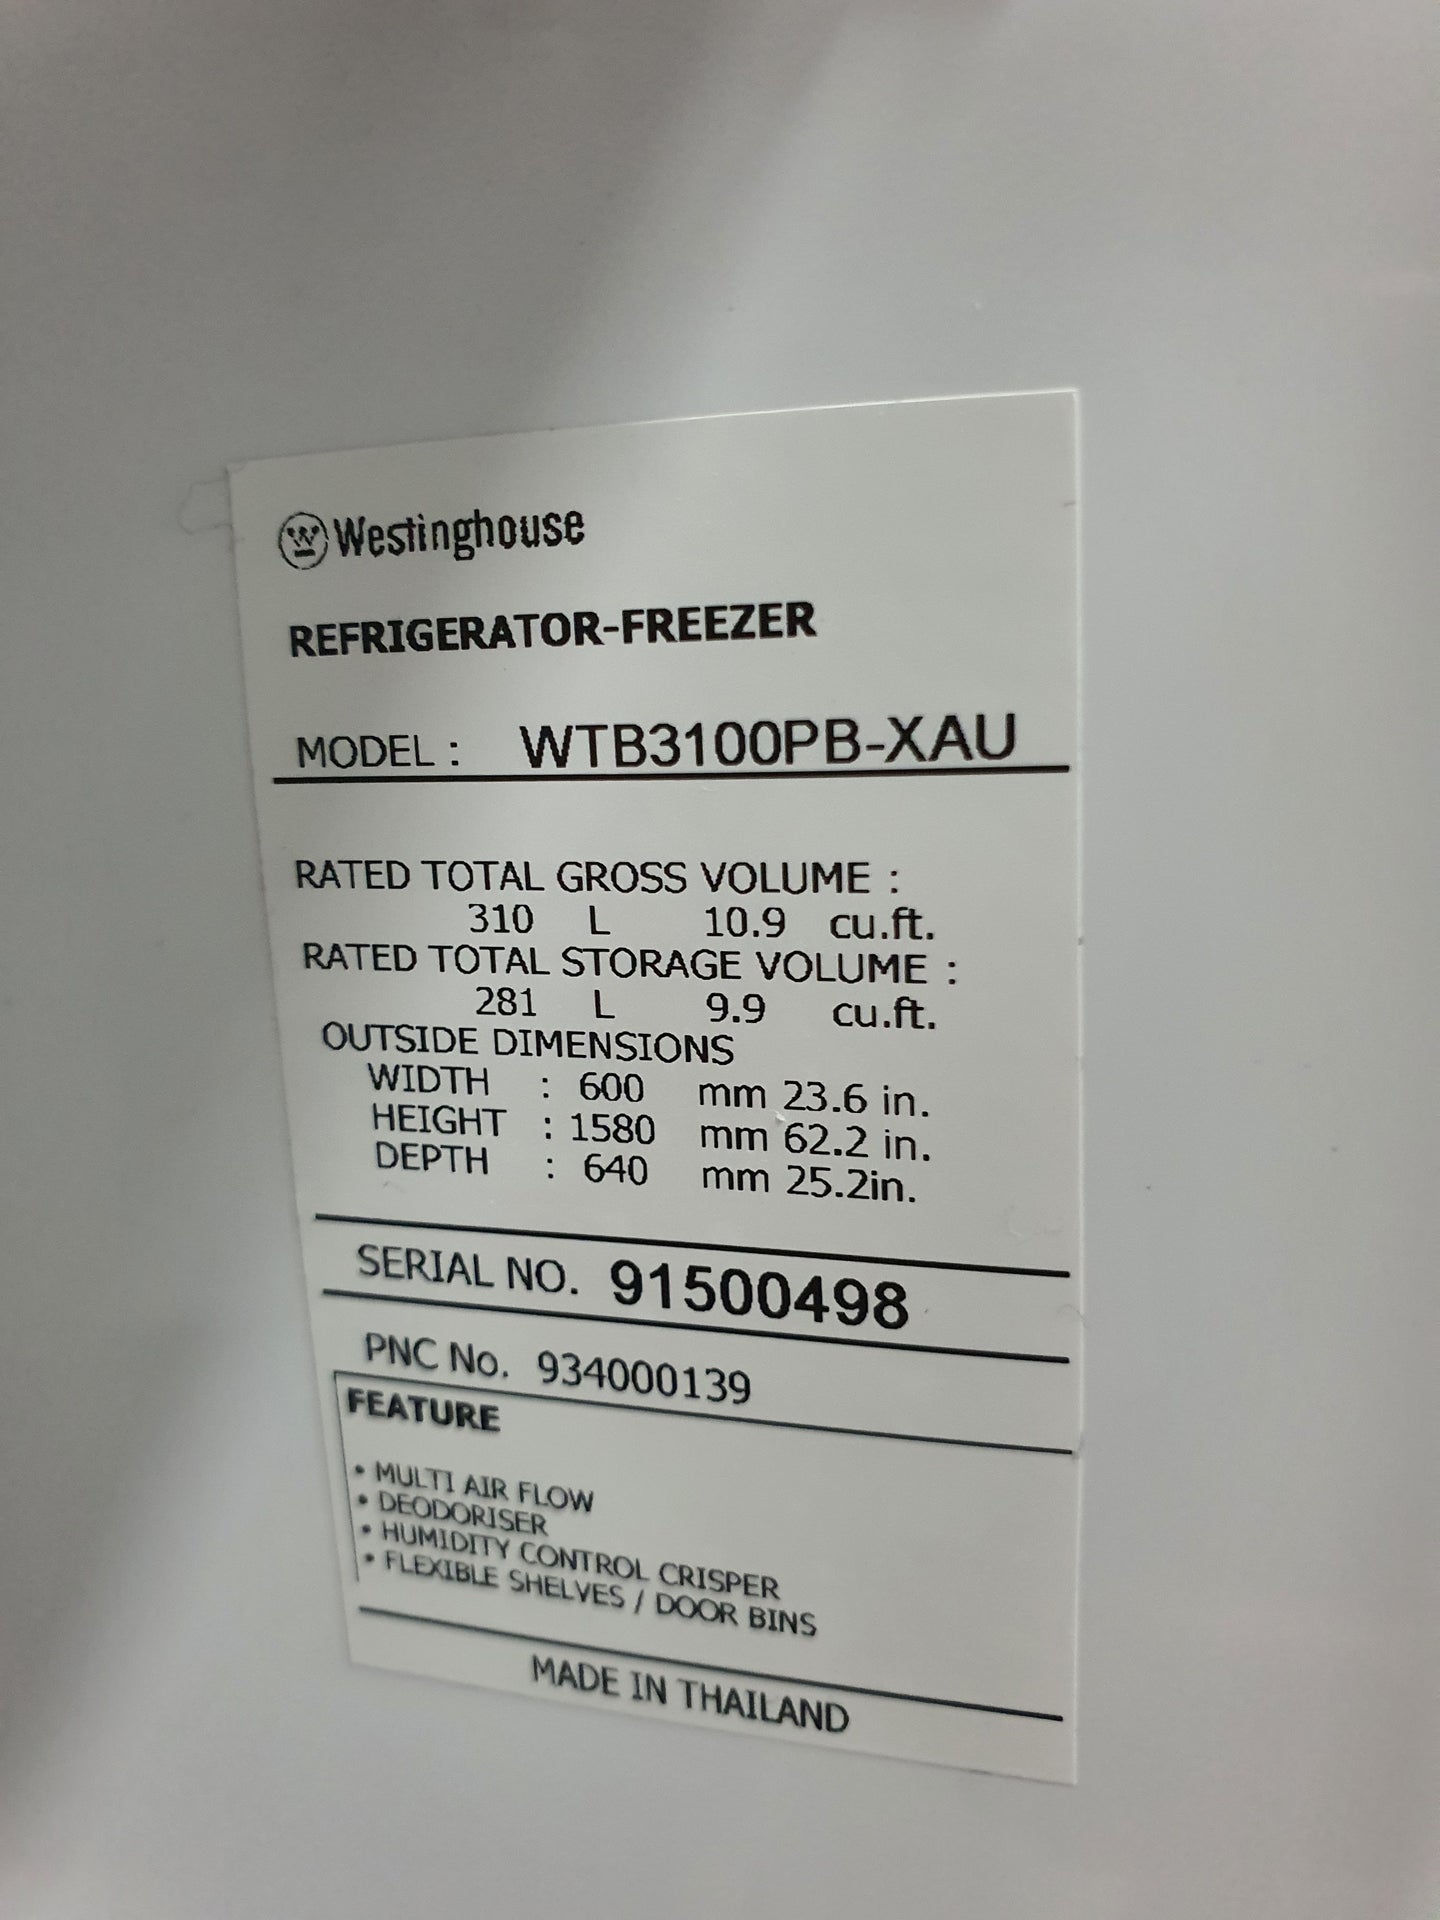 W Westinghouse
REFRIGERATOR-FREEZER
MODEL : WTB3100PB-XAU
RATED TOTAL GROSS VOLUME :
310 L 10.9 cu.ft.
RATED TOTAL STORAGE VOLUME :
281 L 9.9 cu.ft.
OUTSIDE DIMENSIONS
WIDTH : 600 mm 23.6 in.
HEIGHT : 1580 mm 62.2 in.
DEPTH : 640 mm 25.2in.
SERIAL NO. 91500498
PNC No. 934000139
FEATURE
• MULTI AIR FLOW
• DEODORISER
• HUMIDITY CONTROL CRISPER
• FLEXIBLE SHELVES / DOOR BINS
MADE IN THAILAND